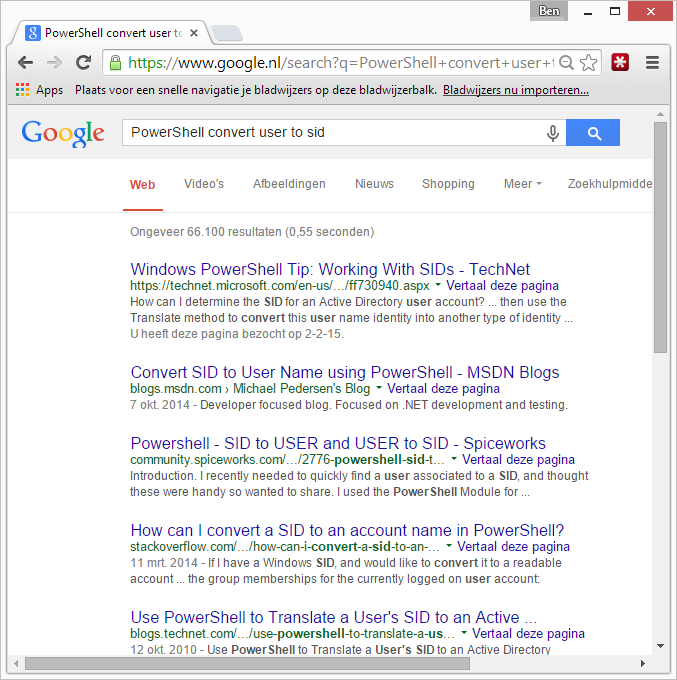 Ben
PowerShell convert user to
https://www.google.nl/search?q=PowerShell+convert+user+t
Apps Plaats voor een snelle navigatie je bladwijzers op deze bladwijzerbalk. Bladwijzers nu importeren...
Google PowerShell convert user to sid
Web Video's Afbeeldingen Nieuws Shopping Meer Zoekhulpmidde
Ongeveer 66.100 resultaten (0,55 seconden)
Windows PowerShell Tip: Working With SIDs - TechNet
https://technet.microsoft.com/en-us/.../ff730940.aspx Vertaal deze pagina
How can I determine the SID for an Active Directory user account? ... then use the
Translate method to convert this user name identity into another type of identity ...
U heeft deze pagina bezocht op 2-2-15.
Convert SID to User Name using PowerShell - MSDN Blogs
blogs.msdn.com › Michael Pedersen's Blog Vertaal deze pagina
7 okt. 2014 - Developer focused blog. Focused on .NET development and testing.
Powershell - SID to USER and USER to SID - Spiceworks
community.spiceworks.com/.../2776-powershell-sid-t... Vertaal deze pagina
Introduction. I recently needed to quickly find a user associated to a SID, and thought
these were handy so wanted to share. I used the PowerShell Module for ...
How can I convert a SID to an account name in PowerShell?
stackoverflow.com/.../how-can-i-convert-a-sid-to-an-... Vertaal deze pagina
11 mrt. 2014 - If I have a Windows SID, and would like to convert it to a readable
account ... the group memberships for the currently logged on user account:
Use PowerShell to Translate a User's SID to an Active ...
blogs.technet.com/.../use-powershell-to-translate-a-us... Vertaal deze pagina
12 okt. 2010 - Use PowerShell to Translate a User's SID to an Active Directory